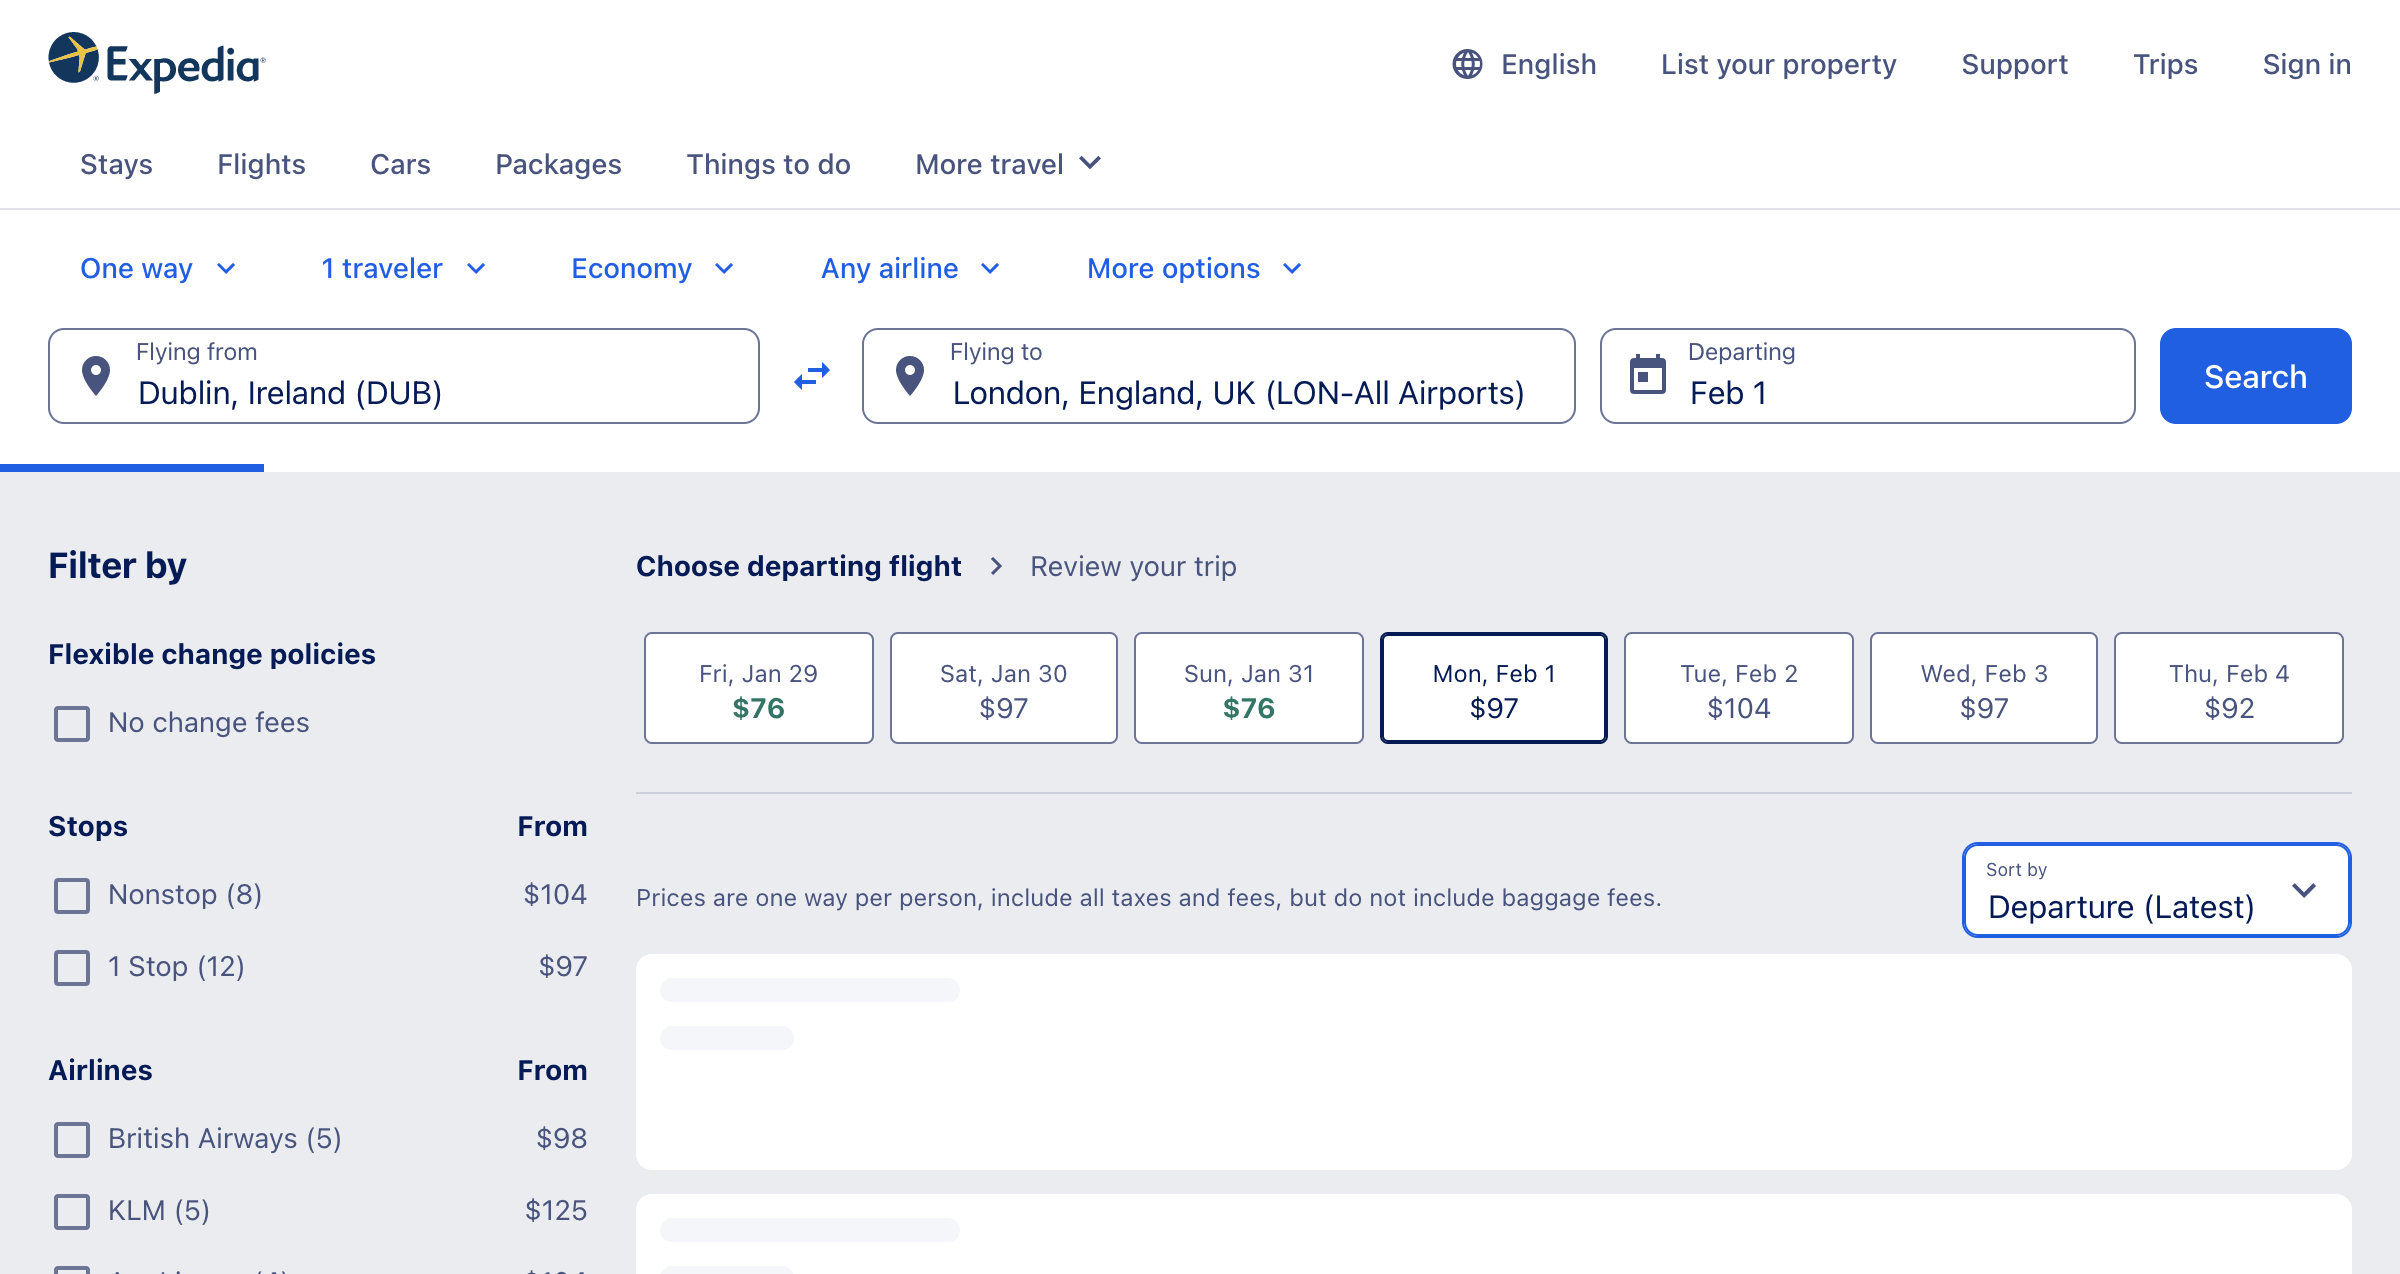 Expedia
English
List your property
Support
Trips
Sign in
Stays
Flights
Cars
Packages
Things to do
More travel
One way
1 traveler
Economy
Any airline
More options
Flying from
Dublin, Ireland (DUB)
Flying to
London, England, UK (LON-All Airports)
Departing
Feb 1
Search
Filter by
Flexible change policies
No change fees
Stops From
Nonstop (8) $104
1 Stop (12) $97
Airlines From
British Airways (5) $98
KLM (5) $125
Choose departing flight
Review your trip
Fri, Jan 29
$76
Sat, Jan 30
$97
Sun, Jan 31
$76
Mon, Feb 1
$97
Tue, Feb 2
$104
Wed, Feb 3
$97
Thu, Feb 4
$92
Prices are one way per person, include all taxes and fees, but do not include baggage fees.
Sort by
Departure (Latest)